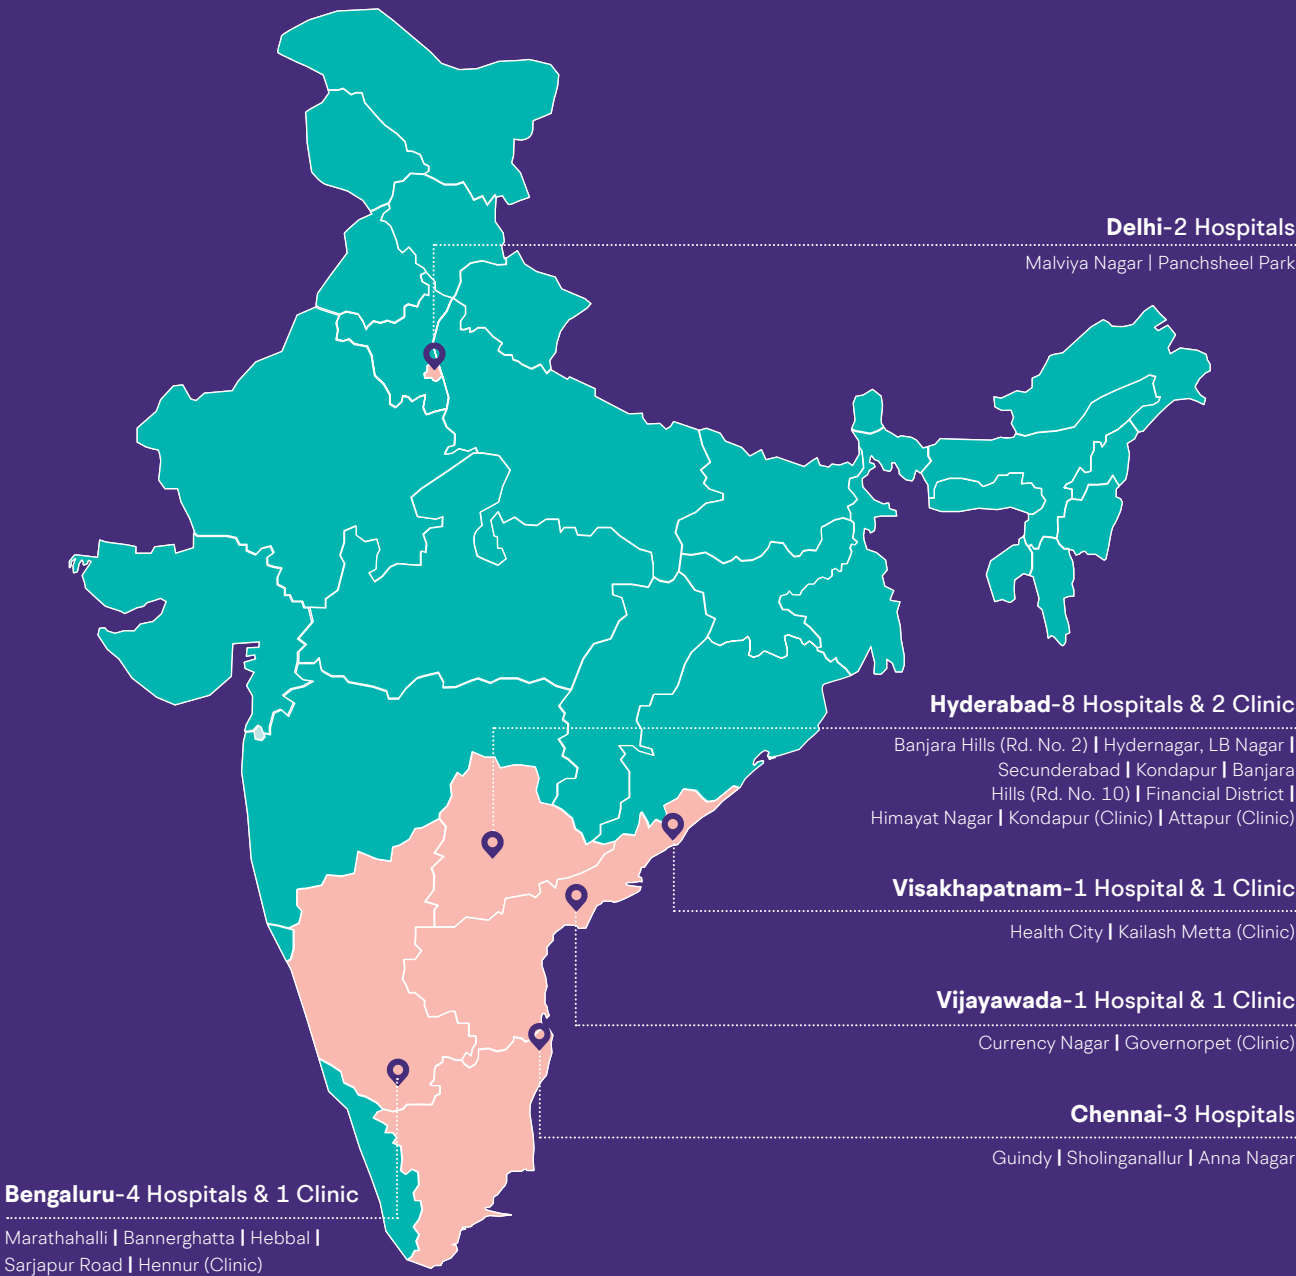 Delhi-2 Hospitals
Malviya Nagar | Panchsheel Park
Hyderabad-8 Hospitals & 2 Clinic
Banjara Hills (Rd. No. 2) | Hydernagar, LB Nagar |
Secunderabad | Kondapur | Banjara
Hills (Rd. No. 10) | Financial District |
Himayat Nagar | Kondapur (Clinic) | Attapur (Clinic)
Visakhapatnam-1 Hospital & 1 Clinic
Health City | Kailash Metta (Clinic)
Vijayawada-1 Hospital & 1 Clinic
Currency Nagar | Governorpet (Clinic)
Chennai-3 Hospitals
Guindy | Sholinganallur | Anna Nagar
Bengaluru-4 Hospitals & 1 Clinic
Marathahalli | Bannerghatta | Hebbal |
Sarjapur Road | Hennur (Clinic)